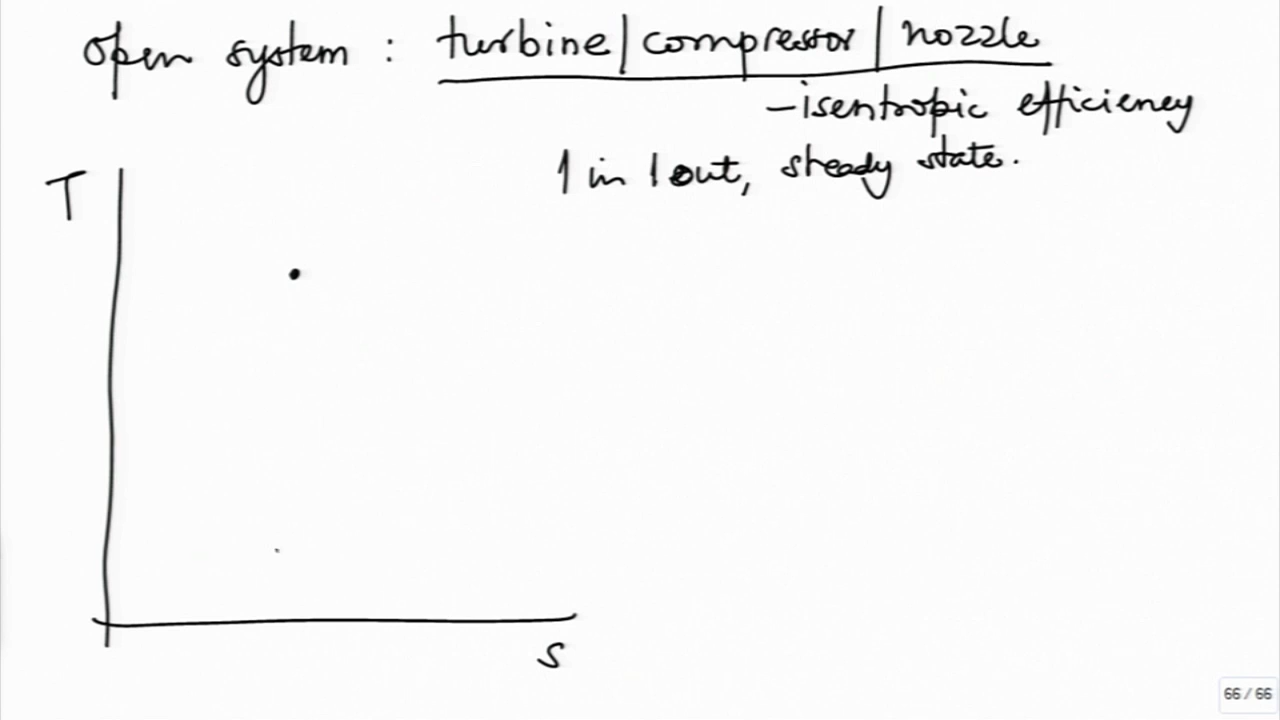 open system : turbine/compressor/nozzle
- isentropic efficiency
1 in 1 out, steady state.
T
s
66 / 66